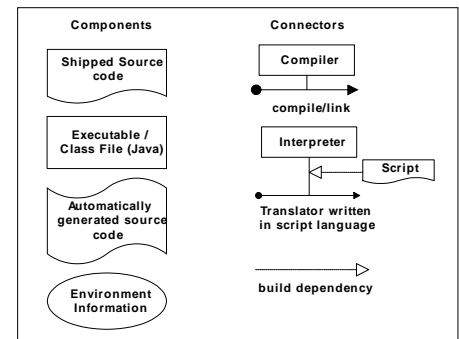 Components
Connectors
Shipped Source
code
Compiler
compile/link
Executable /
Class File (Java)
Interpreter
Script
Automatically
generated source
code
Translator written
in script language
Environment
Information
build dependency